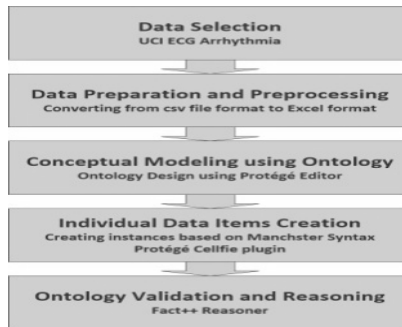 Data Selection
UCI ECG Arrhythmia
Data Preparation and Preprocessing
Converting from csv file format to Excel format
Conceptual Modeling using Ontology
Ontology Design using Protégé Editor
Individual Data Items Creation
Creating instances based on Manchster Syntax
Protégé Cellfie plugin
Ontology Validation and Reasoning
Fact++ Reasoner